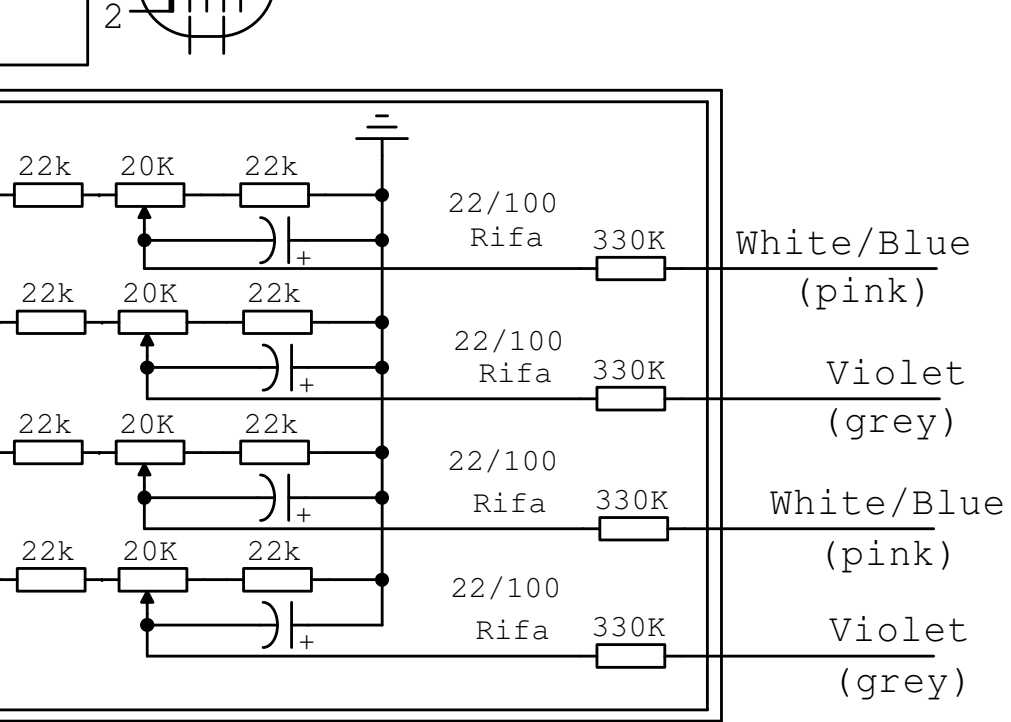 2
22k 20K 22k
22/100
Rifa 330K White/Blue
+
(pink)
22k 20K 22k
22/100
Rifa 330K Violet
+
(grey)
22k 20K 22k
22/100
Rifa 330K White/Blue
+
(pink)
22k 20K 22k
22/100
Rifa 330K Violet
+
(grey)